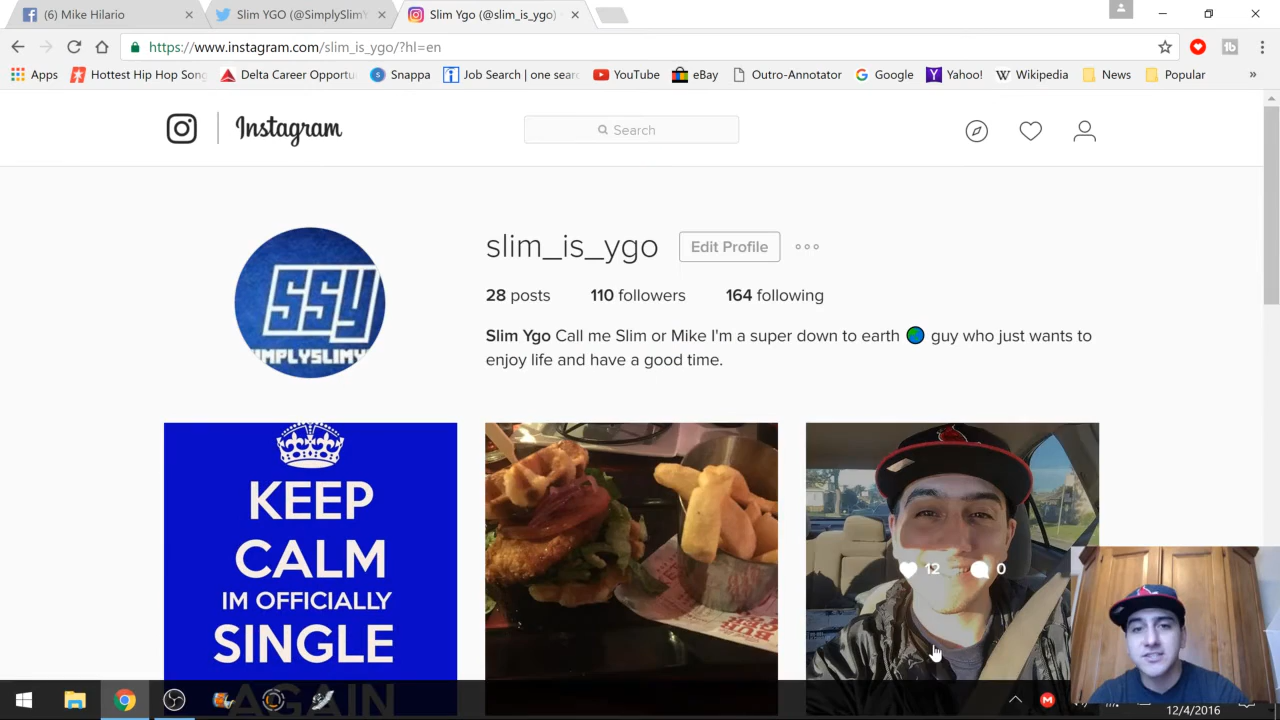 (6) Mike Hilario
Slim YGO (@SimplySlimY
Slim Ygo (@slim_is_ygo)
https://www.instagram.com/slim_is_ygo/?hl=en
Apps
Hottest Hip Hop Song
Delta Career Opportu
Snappa
Job Search | one sear
YouTube
eBay
Outro-Annotator
Google
Yahoo!
Wikipedia
News
Popular
Instagram
Search
slim_is_ygo
Edit Profile
28 posts 110 followers 164 following
Slim Ygo Call me Slim or Mike I'm a super down to earth 🌏 guy who just wants to
enjoy life and have a good time.
SSY
IMPLYSLIMY
KEEP
CALM
IM OFFICIALLY
SINGLE
AGAIN
12 0
12/4/2016